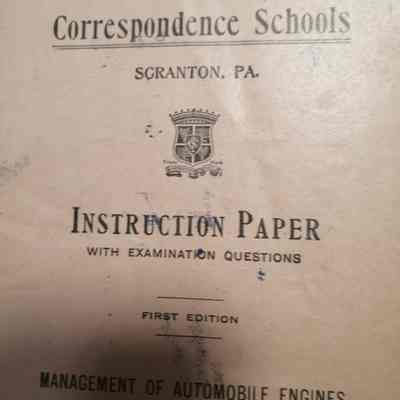 Correspondence Schools
SCRANTON, PA.
INSTRUCTION PAPER
WITH EXAMINATION QUESTIONS
FIRST EDITION
MANAGEMENT OF AUTOMOBILE ENGINES